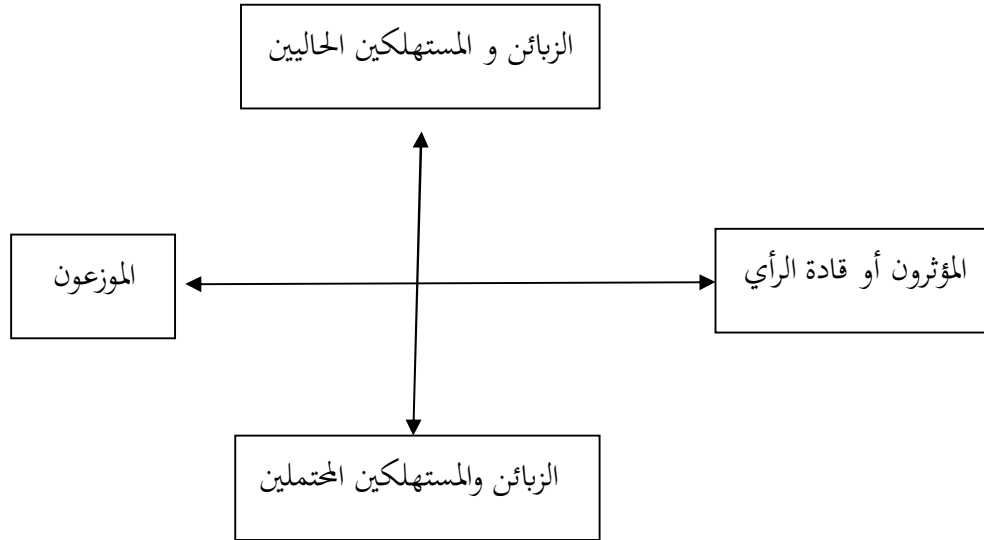 الزبائن و المستهلكين الحاليين
المؤثرون أو قادة الرأي
الموزعون
الزبائن والمستهلكين المحتملين